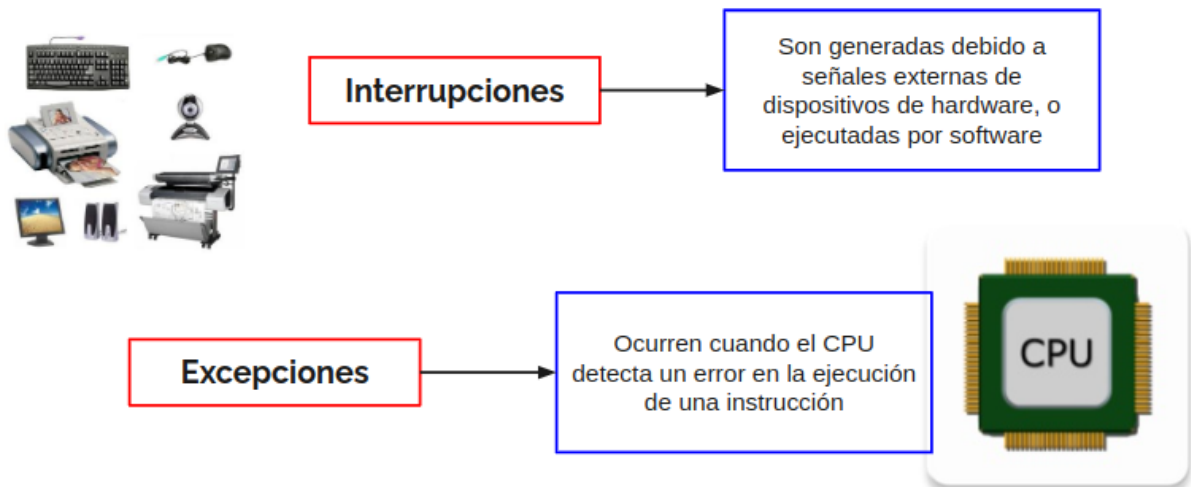 Interrupciones
Son generadas debido a
señales externas de
dispositivos de hardware, o
ejecutadas por software
Excepciones
Ocurren cuando el CPU
detecta un error en la ejecución
de una instrucción
CPU